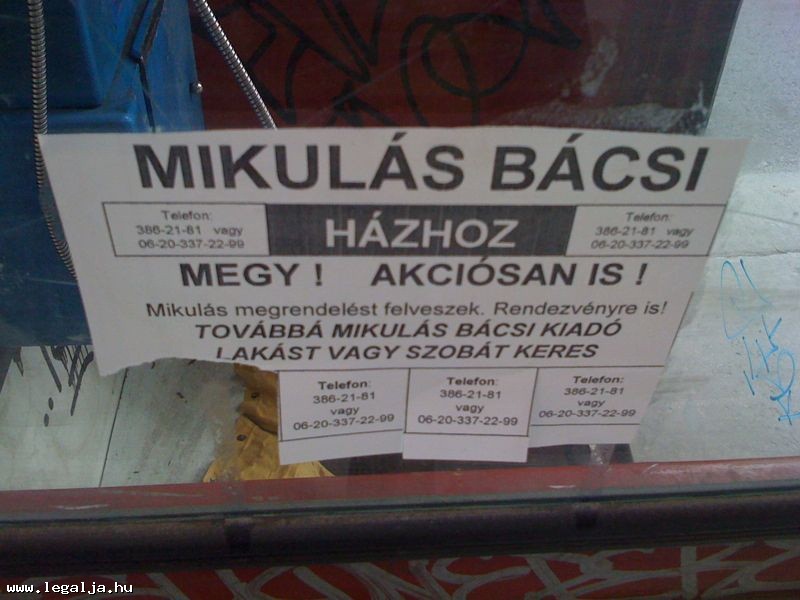 MIKULÁS BÁCSI
Telefon:
386-21-81 vagy
06-20-337-22-99
HÁZHOZ
Telefon:
386-21-81 vagy
06-20-337-22-99
MEGY ! AKCIÓSAN IS !
Mikulás megrendelést felveszek. Rendezvényre is!
TOVÁBBÁ MIKULÁS BÁCSI KIADÓ
LAKÁST VAGY SZOBÁT KERES
Telefon:
386-21-81
vagy
06-20-337-22-99
Telefon:
386-21-81
vagy
06-20-337-22-99
Telefon:
386-21-81
vagy
06-20-337-22-99
www.legalja.hu